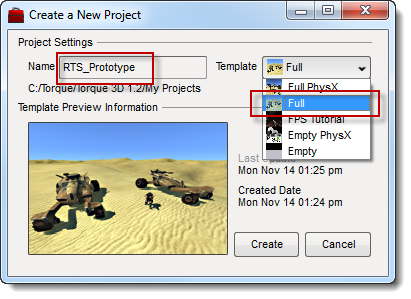 Create a New Project
Project Settings
Name RTS_Prototype Template Full
C:/Torque/Torque 3D 1.2/My Projects
Full PhysX
Full
FPS Tutorial
Empty PhysX
Empty
Template Preview Information
Last Updated
Mon Nov 14 01:25 pm
Created Date
Mon Nov 14 01:24 pm
Create Cancel